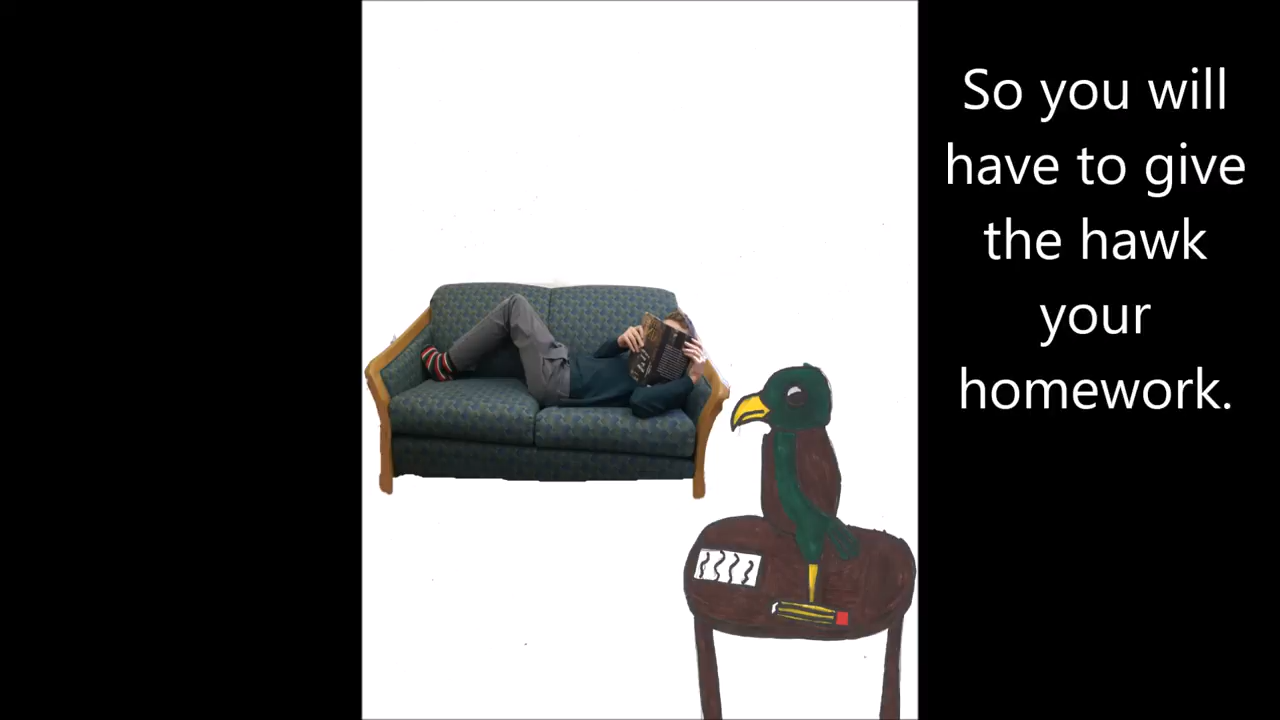 So you will
have to give
the hawk
your
homework.